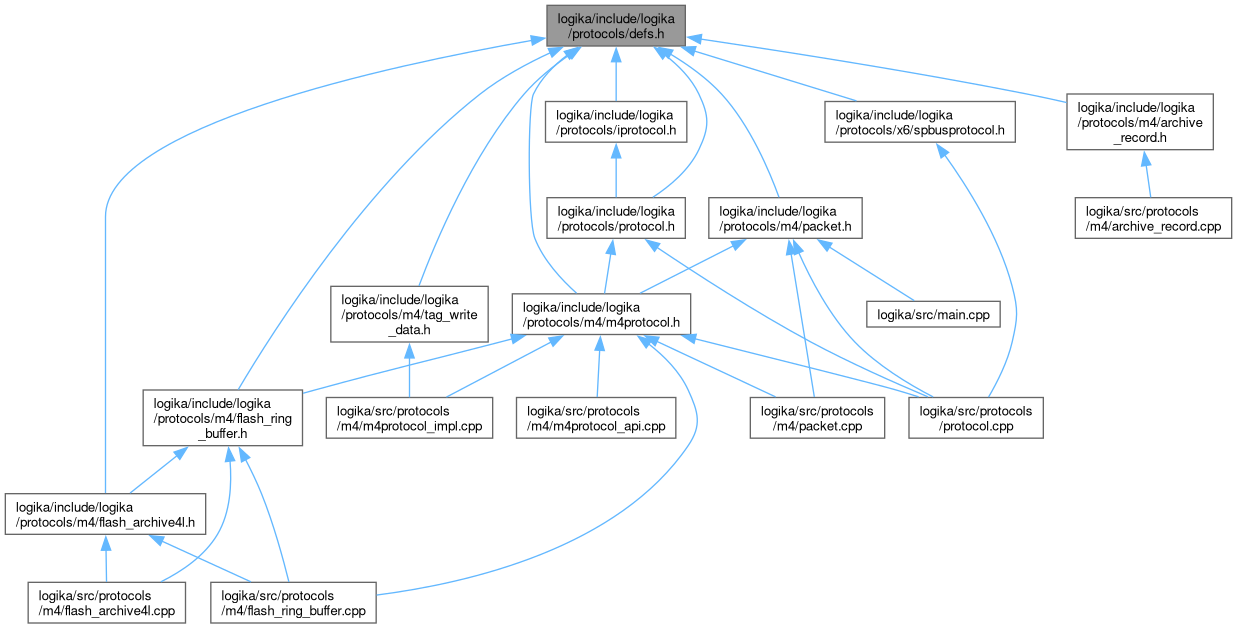 logika/include/logika
/protocols/defs.h
logika/include/logika
/protocols/iprotocol.h
logika/include/logika
/protocols/x6/spbusprotocol.h
logika/include/logika
/protocols/m4/archive
_record.h
logika/include/logika
/protocols/protocol.h
logika/include/logika
/protocols/m4/packet.h
logika/src/protocols
/m4/archive_record.cpp
logika/include/logika
/protocols/m4/tag_write
_data.h
logika/include/logika
/protocols/m4/m4protocol.h
logika/src/main.cpp
logika/include/logika
/protocols/m4/flash_ring
_buffer.h
logika/src/protocols
/m4/m4protocol_impl.cpp
logika/src/protocols
/m4/m4protocol_api.cpp
logika/src/protocols
/m4/packet.cpp
logika/src/protocols
/protocol.cpp
logika/include/logika
/protocols/m4/flash_archive4l.h
logika/src/protocols
/m4/flash_archive4l.cpp
logika/src/protocols
/m4/flash_ring_buffer.cpp